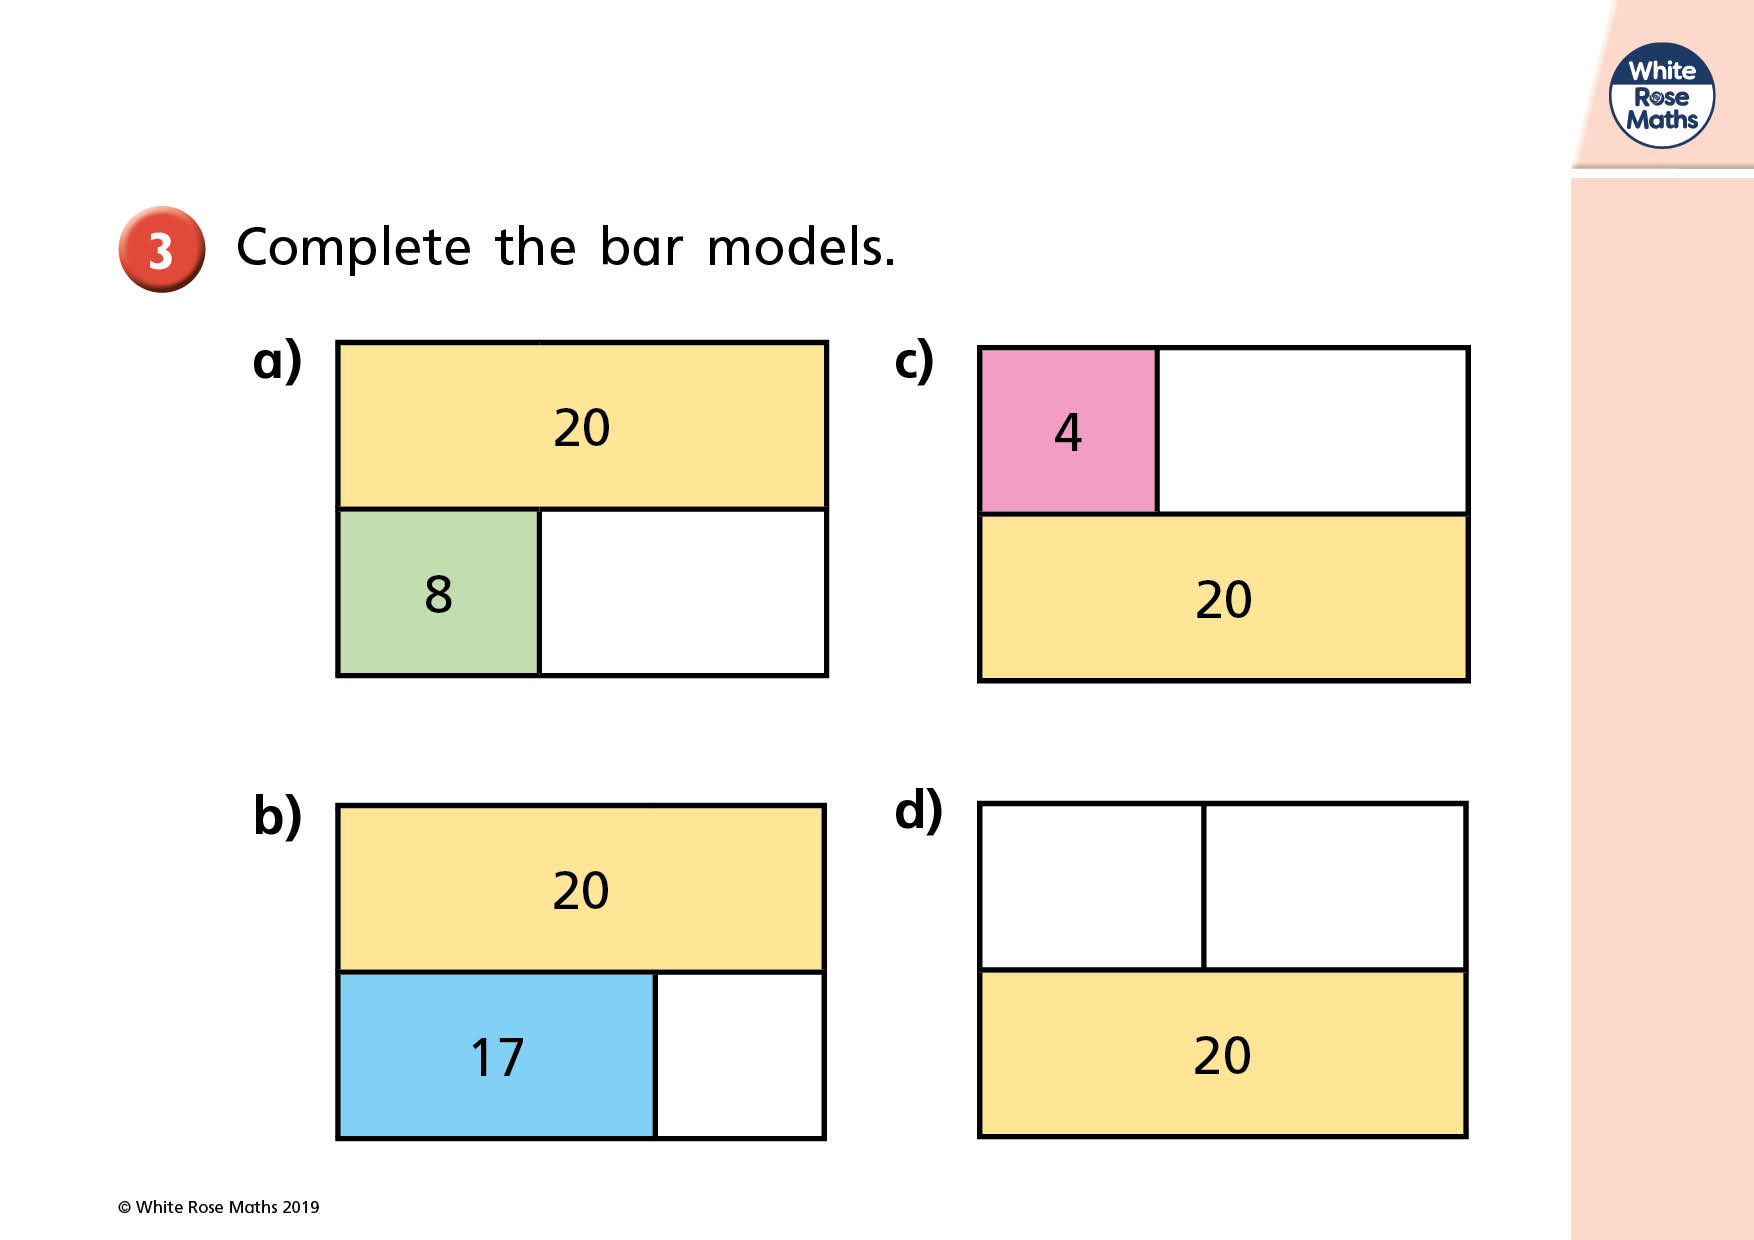 White
Rose
Maths
3 Complete the bar models.
a)
20
8
c)
4
20
b)
20
17
d)
20
© White Rose Maths 2019